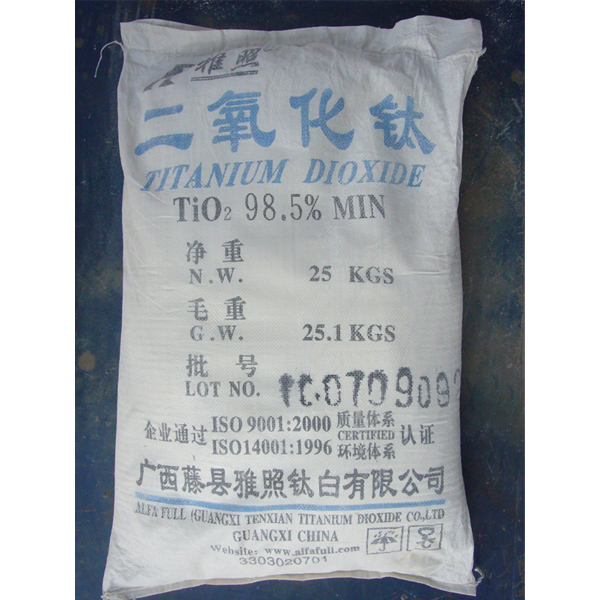 雅照
二氧化钛
TITANIUM DIOXIDE
TiO₂ 98.5% MIN
净重
N.W. 25 KGS
毛重
G.W. 25.1 KGS
批号
LOT NO.
企业通过 ISO 9001:2000 质量体系 CERTIFIED 认证
ISO14001:1996 环境体系
广西藤县雅照钛白有限公司
ALFA FULL (GUANGXI TENXIAN TITANIUM DIOXIDE CO.,LTD
GUANGXI CHINA
Website: www.alfafull.com
3303020701